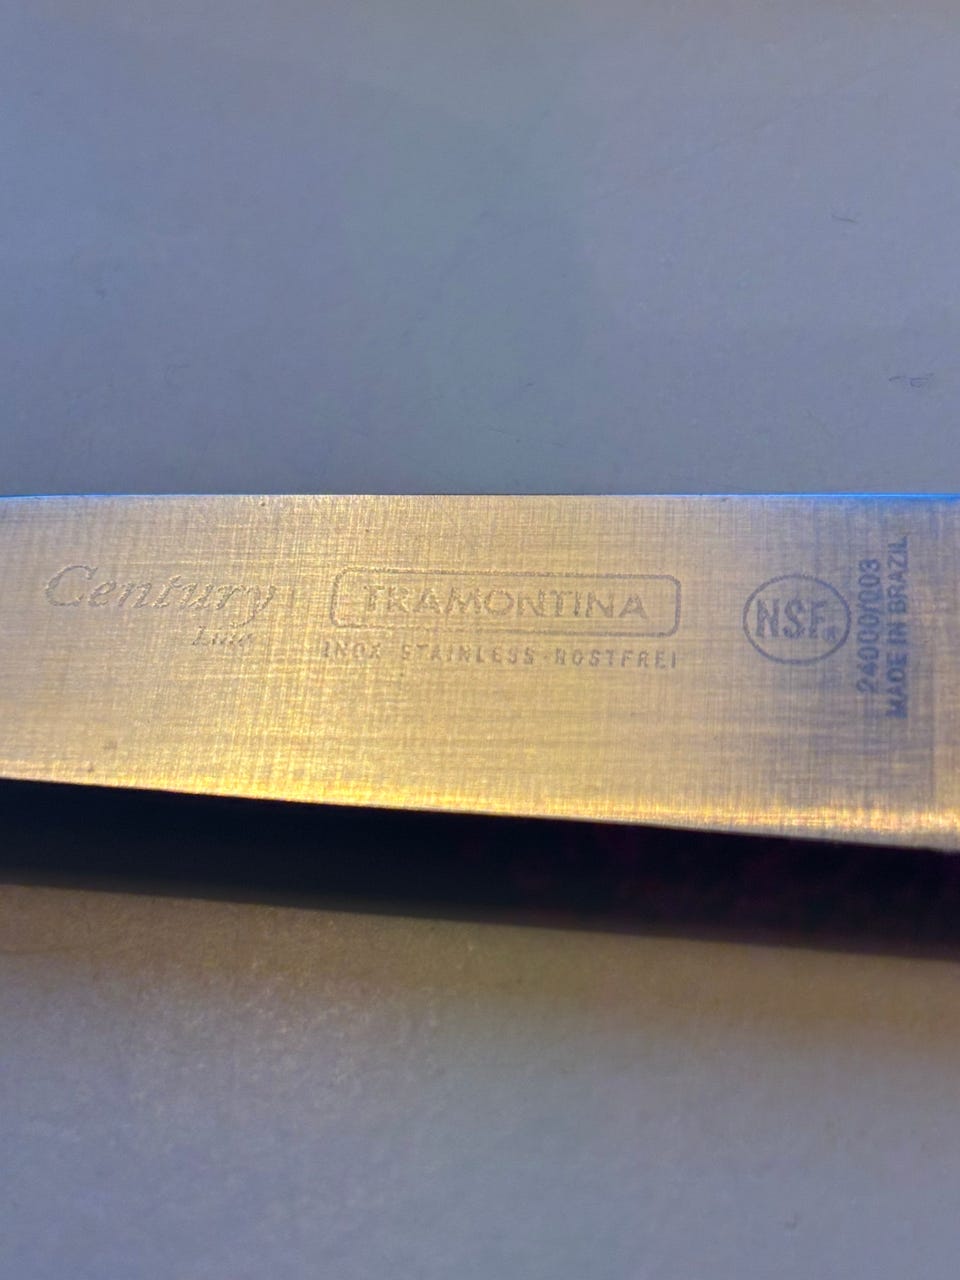 Century
Line
TRAMONTINA
INOX STAINLESS-ROSTFREI
NSF®
24000/003
MADE IN BRAZIL